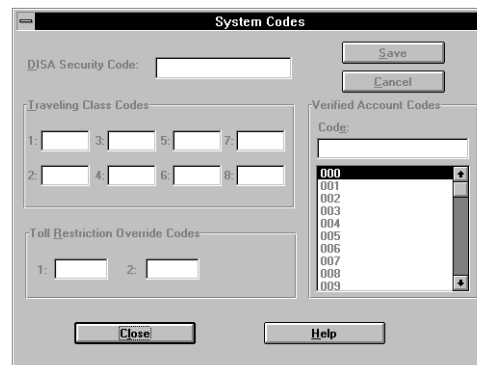 System Codes
DISA Security Code:
Save
Cancel
Traveling Class Codes
1: 3: 5: 7:
2: 4: 6: 8:
Toll Restriction Override Codes
1: 2:
Verified Account Codes
Code:
000
001
002
003
004
005
006
007
008
009
Close
Help